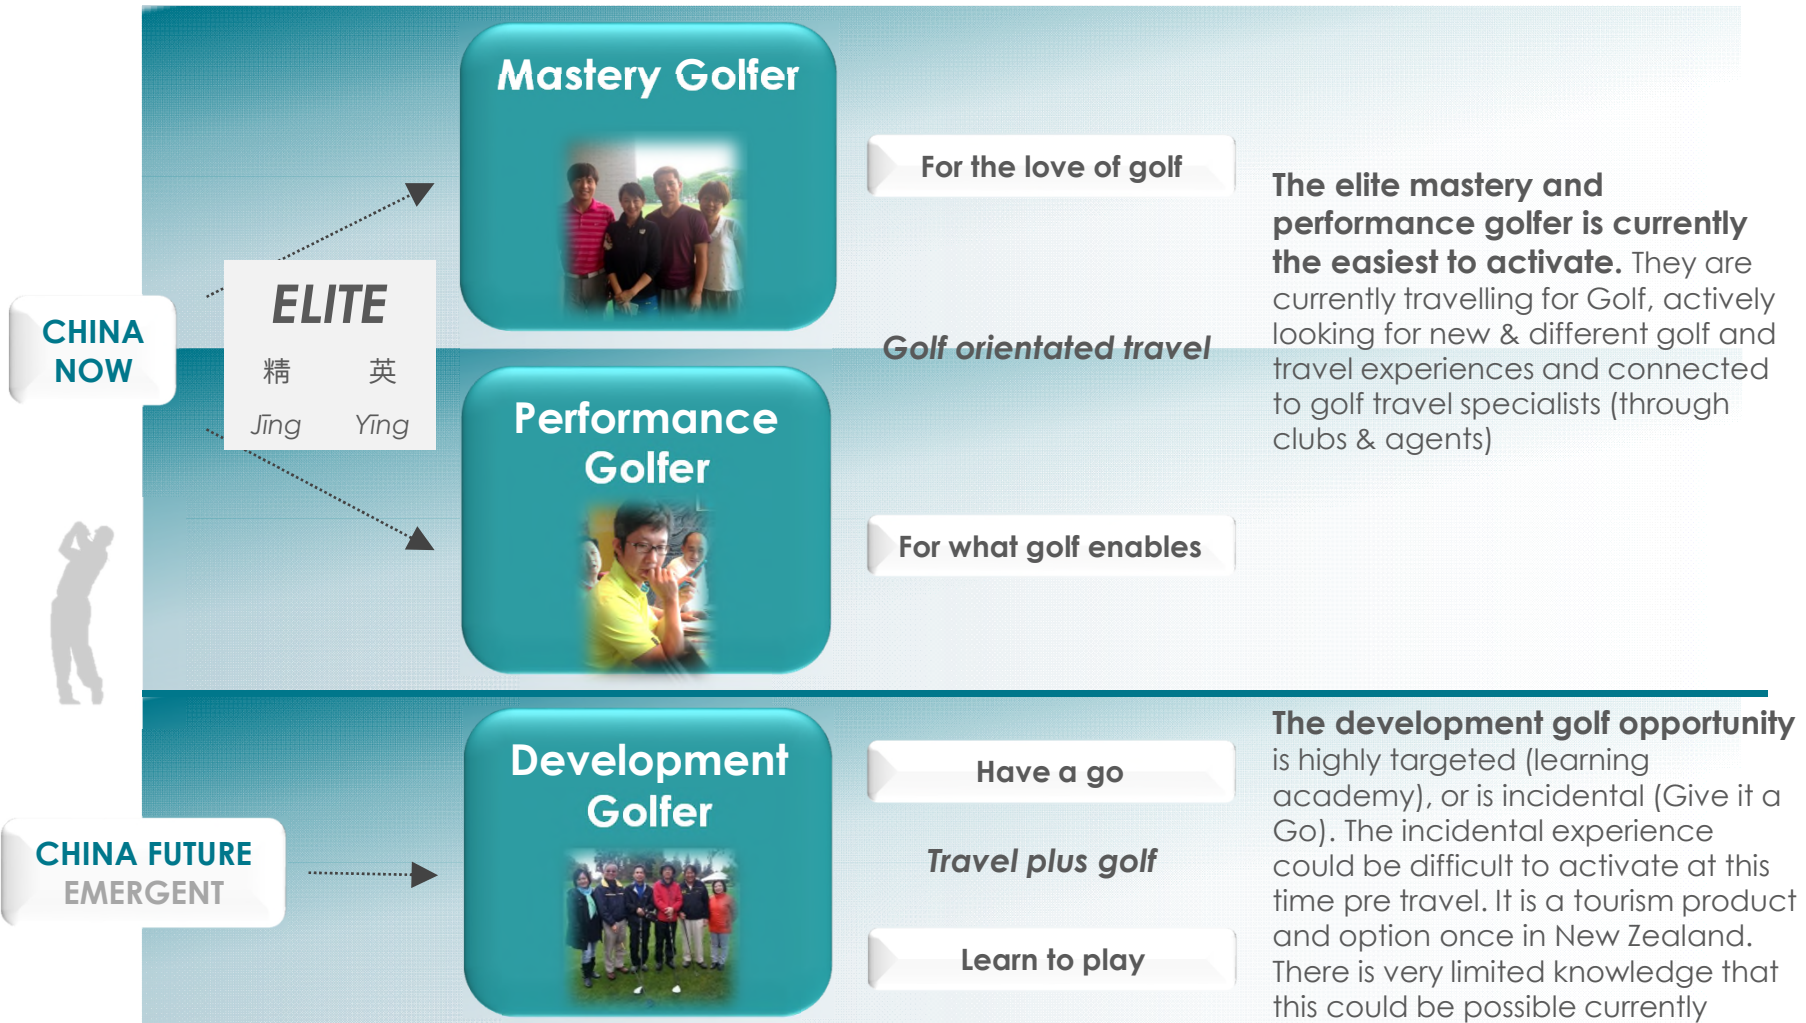 Mastery Golfer
For the love of golf
The elite mastery and
performance golfer is currently
the easiest to activate. They are
currently travelling for Golf, actively
looking for new & different golf and
travel experiences and connected
to golf travel specialists (through
clubs & agents)
CHINA
NOW
ELITE
精 英
Jīng Yīng
Golf orientated travel
Performance
Golfer
For what golf enables
Development
Golfer
Have a go
Travel plus golf
Learn to play
CHINA FUTURE
EMERGENT
The development golf opportunity
is highly targeted (learning
academy), or is incidental (Give it a
Go). The incidental experience
could be difficult to activate at this
time pre travel. It is a tourism product
and option once in New Zealand.
There is very limited knowledge that
this could be possible currently